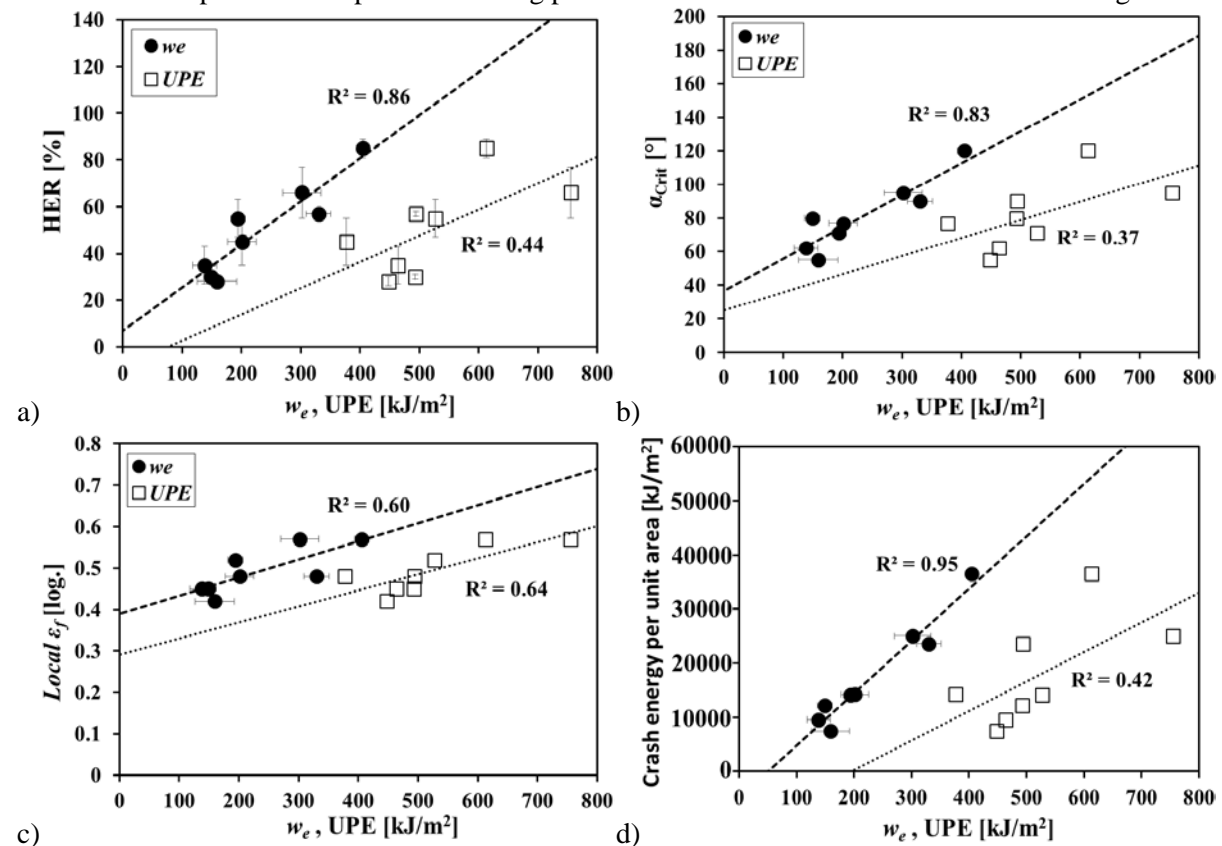 140
120
100
80
60
40
20
0
HER [%]
we
UPE
R² = 0.86
R² = 0.44
0 100 200 300 400 500 600 700 800
wₑ , UPE [kJ/m²]
a)
200
180
160
140
120
100
80
60
40
20
0
α_Crit [°]
we
UPE
R² = 0.83
R² = 0.37
0 100 200 300 400 500 600 700 800
wₑ , UPE [kJ/m²]
b)
0.8
0.7
0.6
0.5
0.4
0.3
0.2
0.1
0
Local ε_f [log.]
we
UPE
R² = 0.60
R² = 0.64
0 100 200 300 400 500 600 700 800
wₑ , UPE [kJ/m²]
c)
60000
50000
40000
30000
20000
10000
0
Crash energy per unit area [kJ/m²]
R² = 0.95
R² = 0.42
0 100 200 300 400 500 600 700 800
wₑ , UPE [kJ/m²]
d)